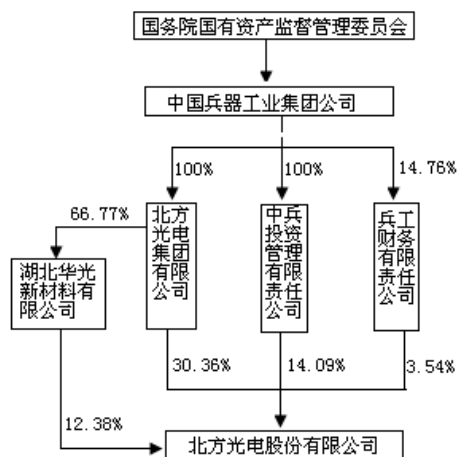 国务院国有资产监督管理委员会
中国兵器工业集团公司
100%
100%
14.76%
66.77%
北方
光电
集团
有限
公司
中兵
投资
管理
有限
责任
公司
兵工
财务
有限
责任
公司
湖北华光
新材料有
限公司
30.36%
14.09%
3.54%
12.38%
北方光电股份有限公司